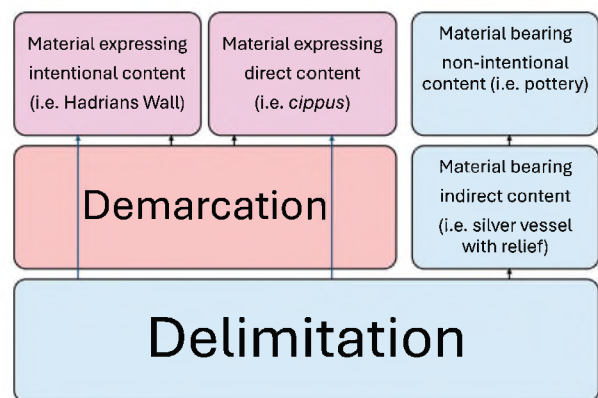 Material expressing
intentional content
(i.e. Hadrians Wall)
Material expressing
direct content
(i.e. cippus)
Material bearing
non-intentional
content (i.e. pottery)
Demarcation
Material bearing
indirect content
(i.e. silver vessel
with relief)
Delimitation